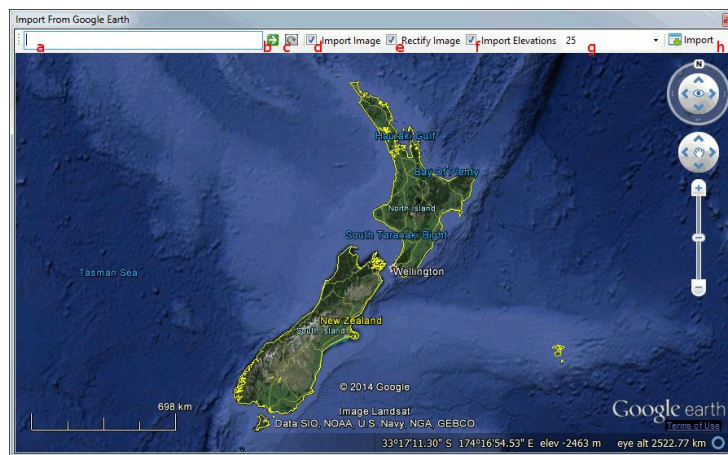 Import From Google Earth
Import Image Rectify Image Import Elevations 25 Import
a b c d e f g h
N
Hauraki Gulf
Bay Of Plenty
North Island
South Taranaki Bight
Tasman Sea
Wellington
New Zealand
South Island
© 2014 Google
698 km
Image Landsat
Data SIO, NOAA, U.S. Navy, NGA, GEBCO
Google earth
Terms of Use
33°17'11.30" S 174°16'54.53" E elev -2463 m eye alt 2522.77 km